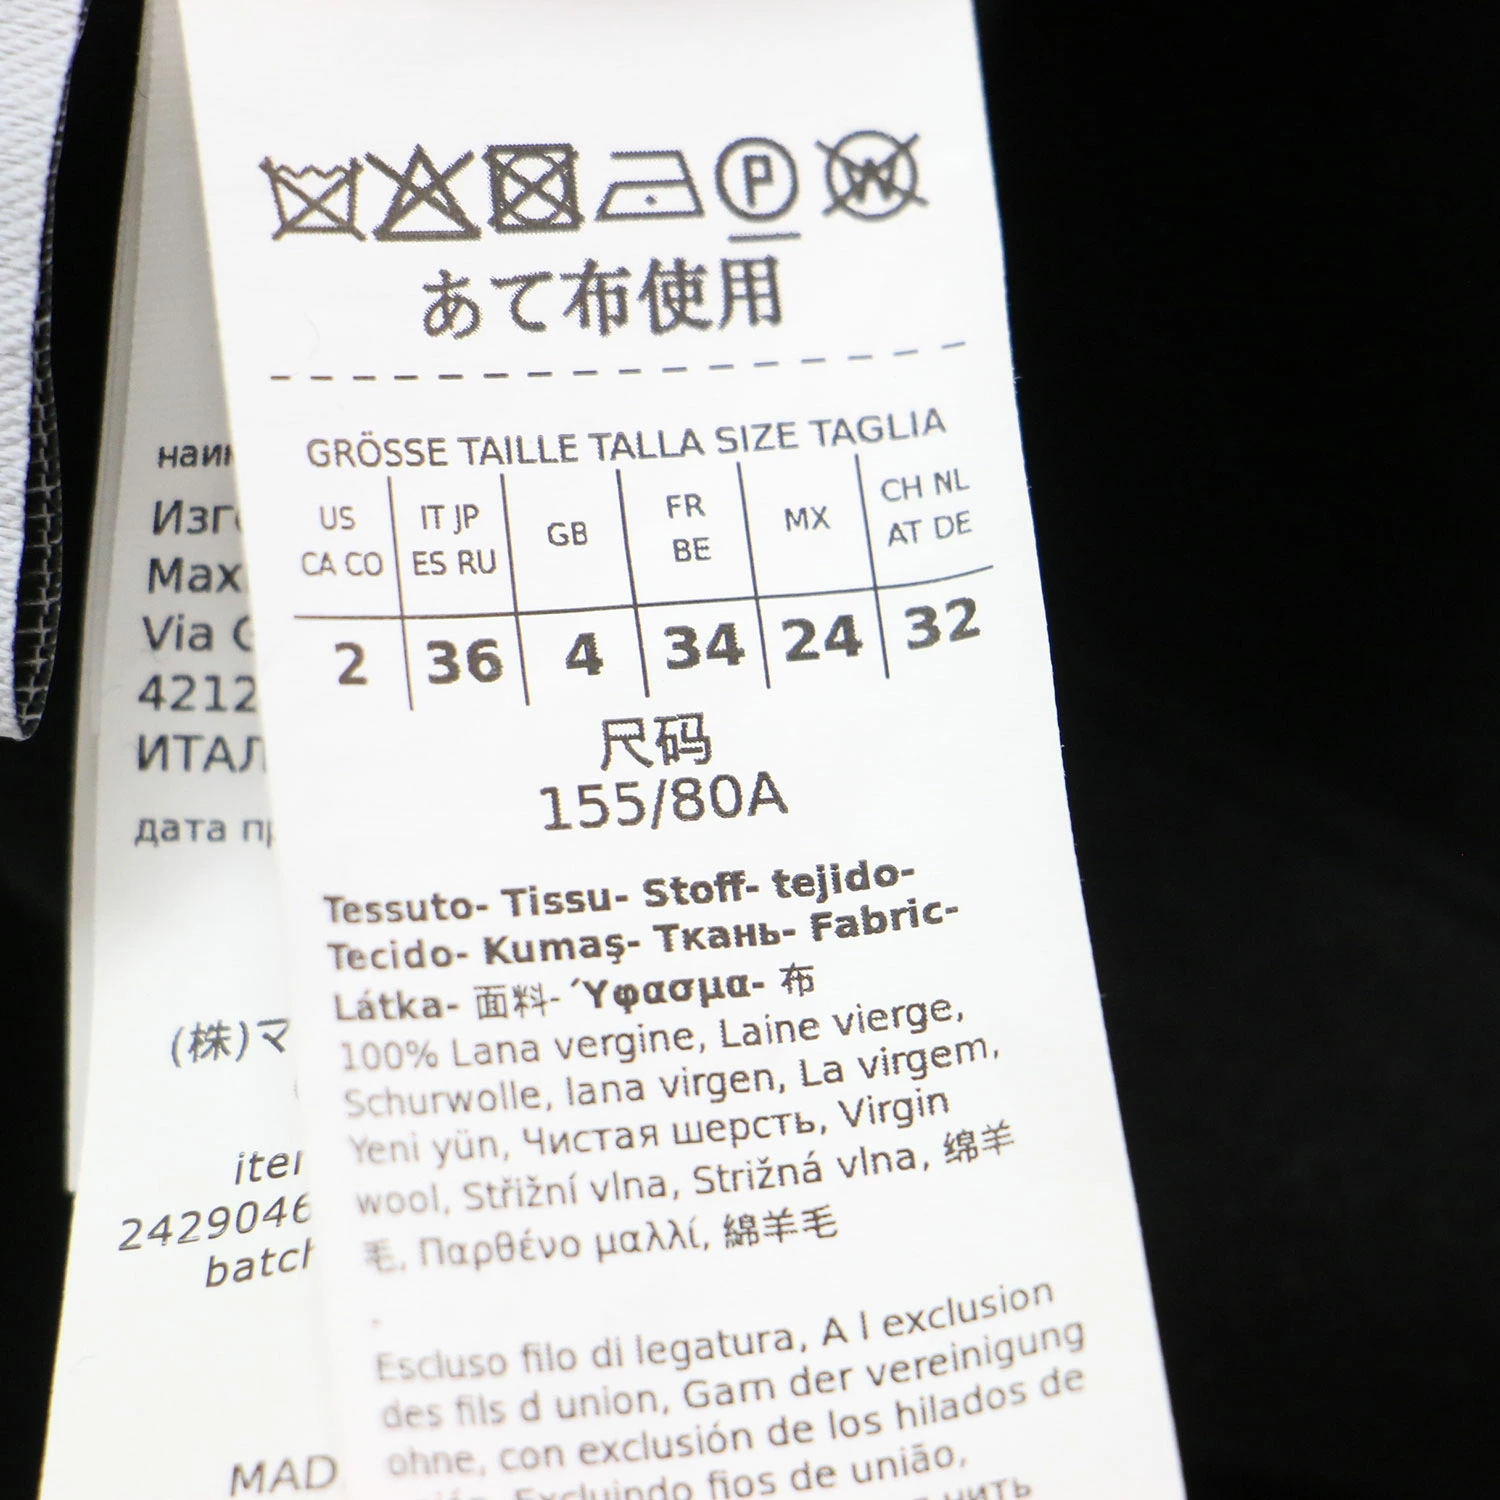 P W
あて布使用
GRÖSSE TAILLE TALLA SIZE TAGLIA
US CA CO IT JP ES RU GB FR BE MX CH NL AT DE
2 36 4 34 24 32
尺码
155/80A
Tessuto- Tissu- Stoff- tejido-
Tecido- Kumaş- Ткань- Fabric-
Látka- 面料- Ύφασμα- 布
100% Lana vergine, Laine vierge,
Schurwolle, lana virgen, La virgem,
Yeni yün, Чистая шерсть, Virgin
wool, Střižní vlna, Strižná vlna, 绵羊
毛, Παρθένο μαλλί, 綿羊毛
.
Escluso filo di legatura, A l exclusion
des fils d union, Garn der vereinigung
ohne, con exclusión de los hilados de
Excluindo fios de união,
нить
Max
Via
4212
дата
(株)マ
2429046
batch
MAD